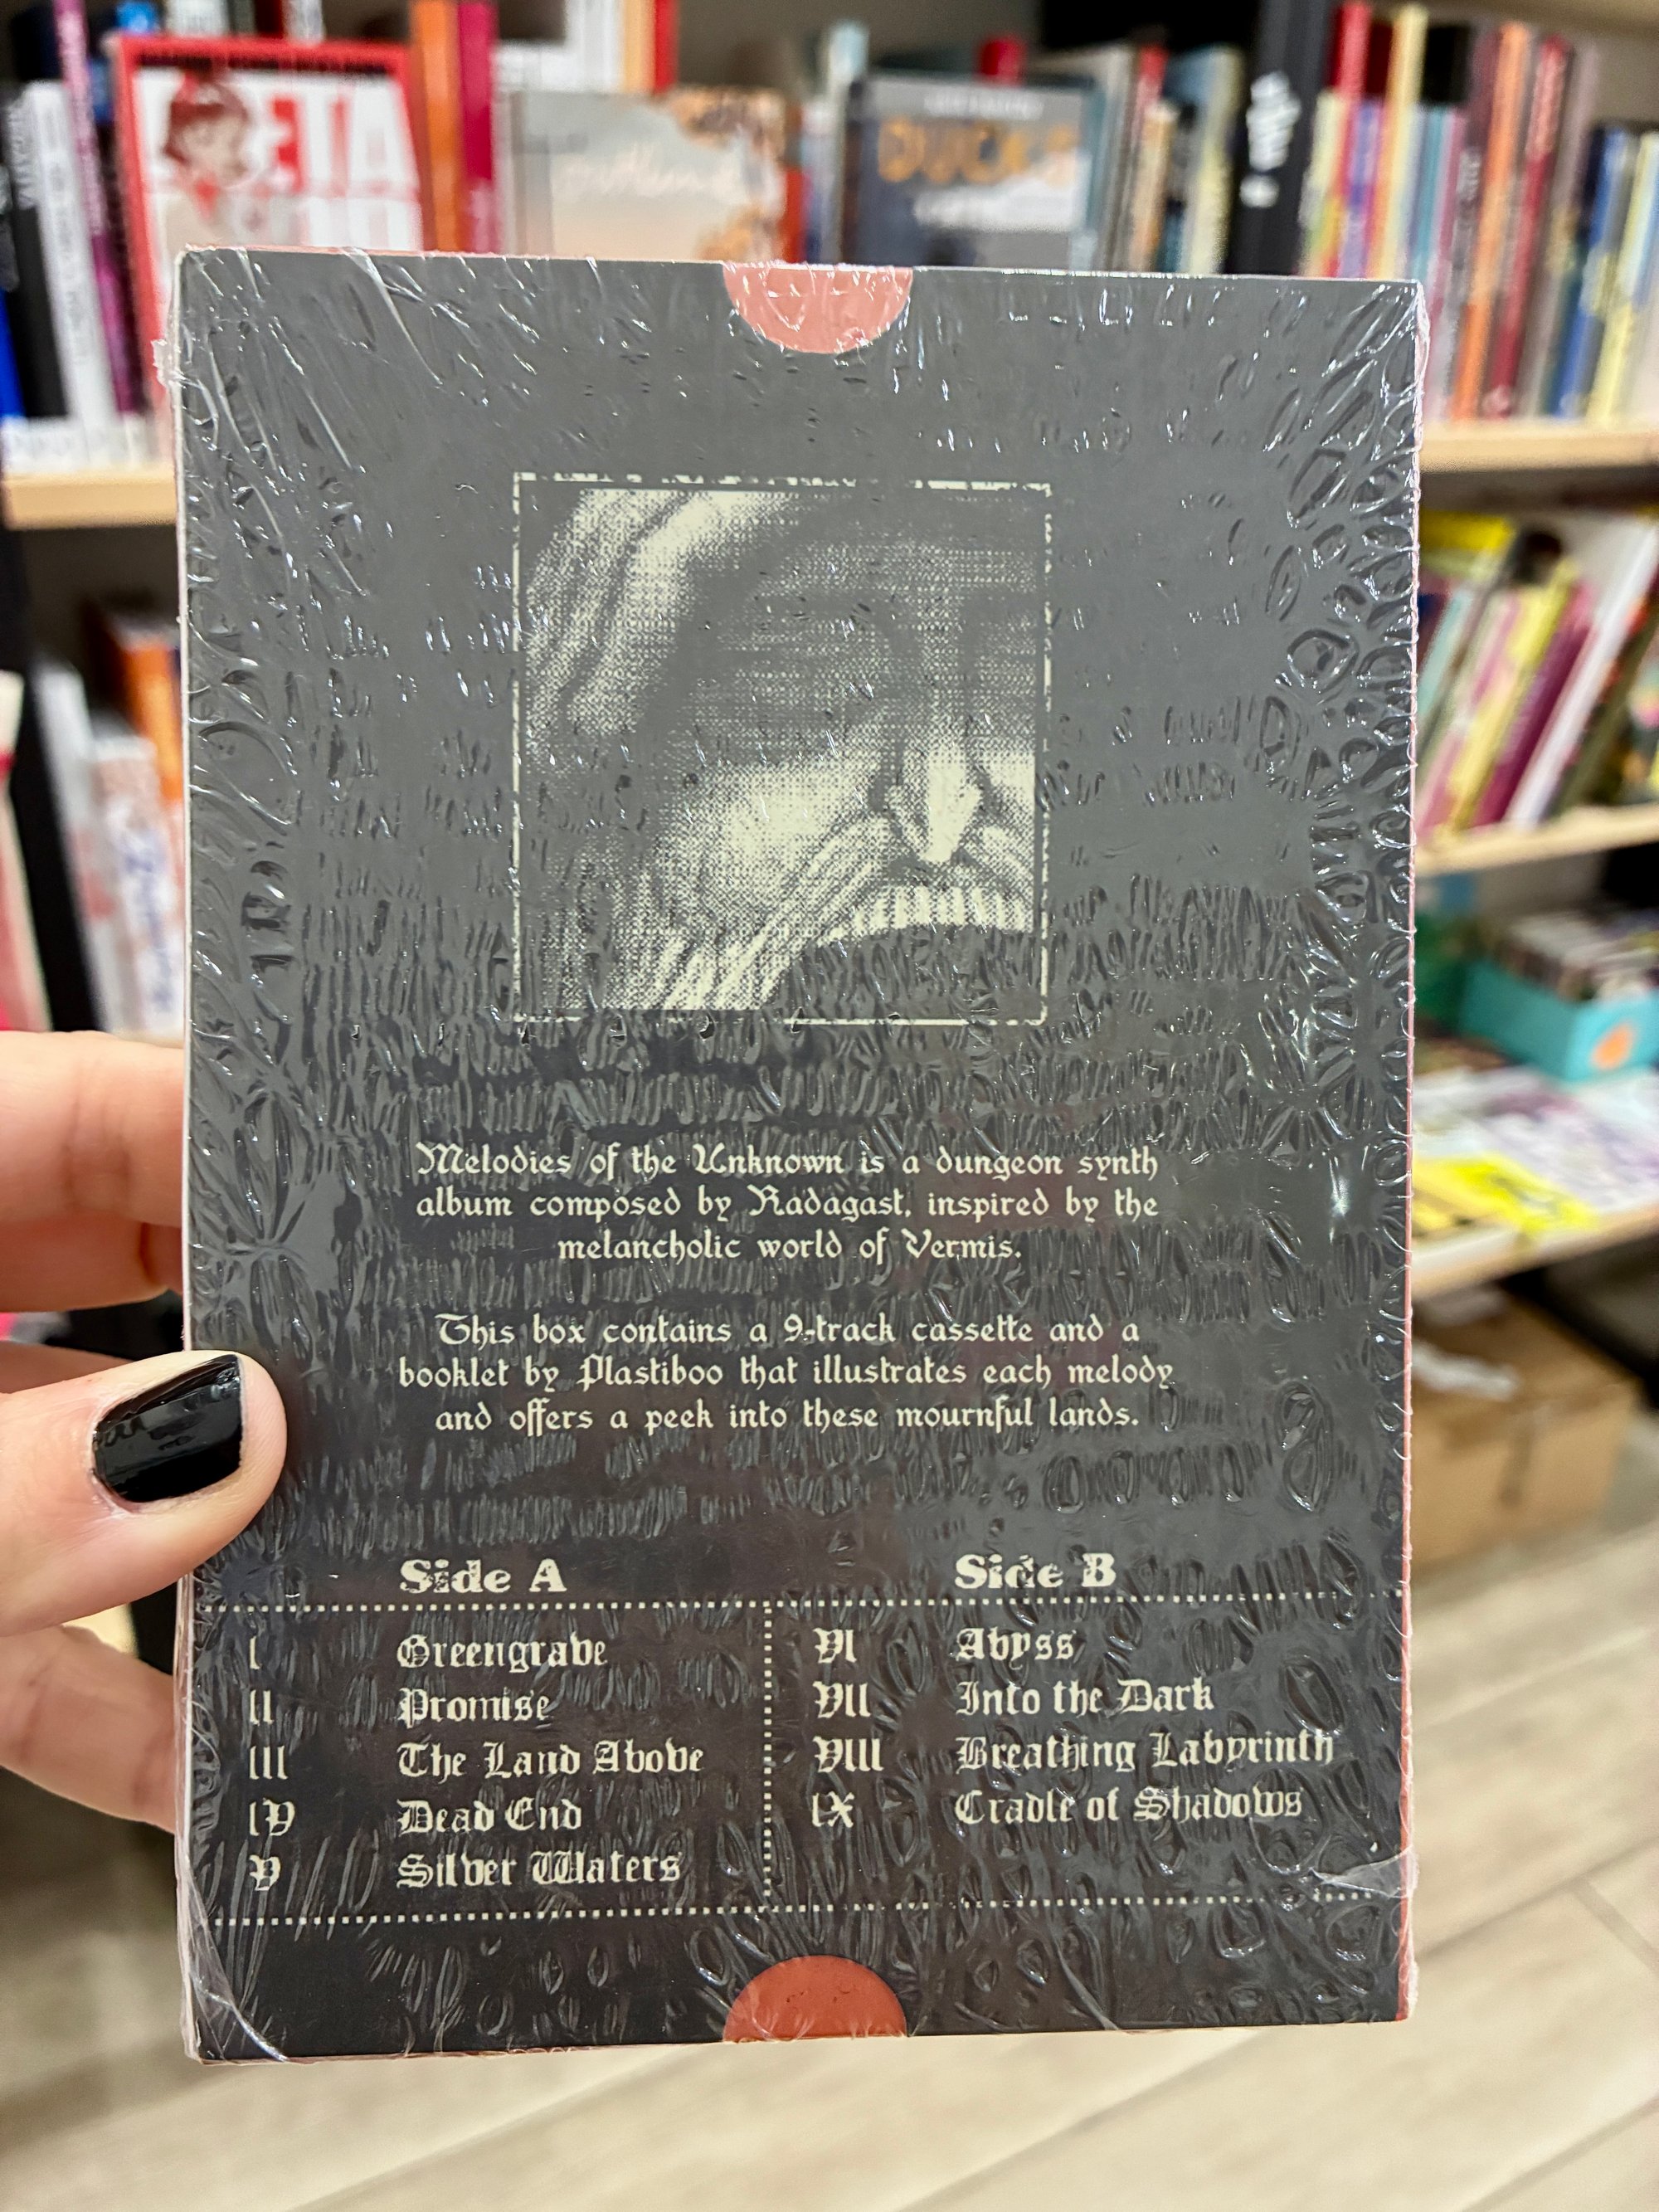 DUCKS
Melodies of the Unknown is a dungeon synth
album composed by Radagast, inspired by the
melancholic world of Vermis.
This box contains a 9-track cassette and a
booklet by Plastiboo that illustrates each melody
and offers a peek into these mournful lands.
Side A
I Greengrave
II Promise
III The Land Above
IV Dead End
V Silver Waters
Side B
VI Abyss
VII Into the Dark
VIII Breathing Labyrinth
IX Cradle of Shadows